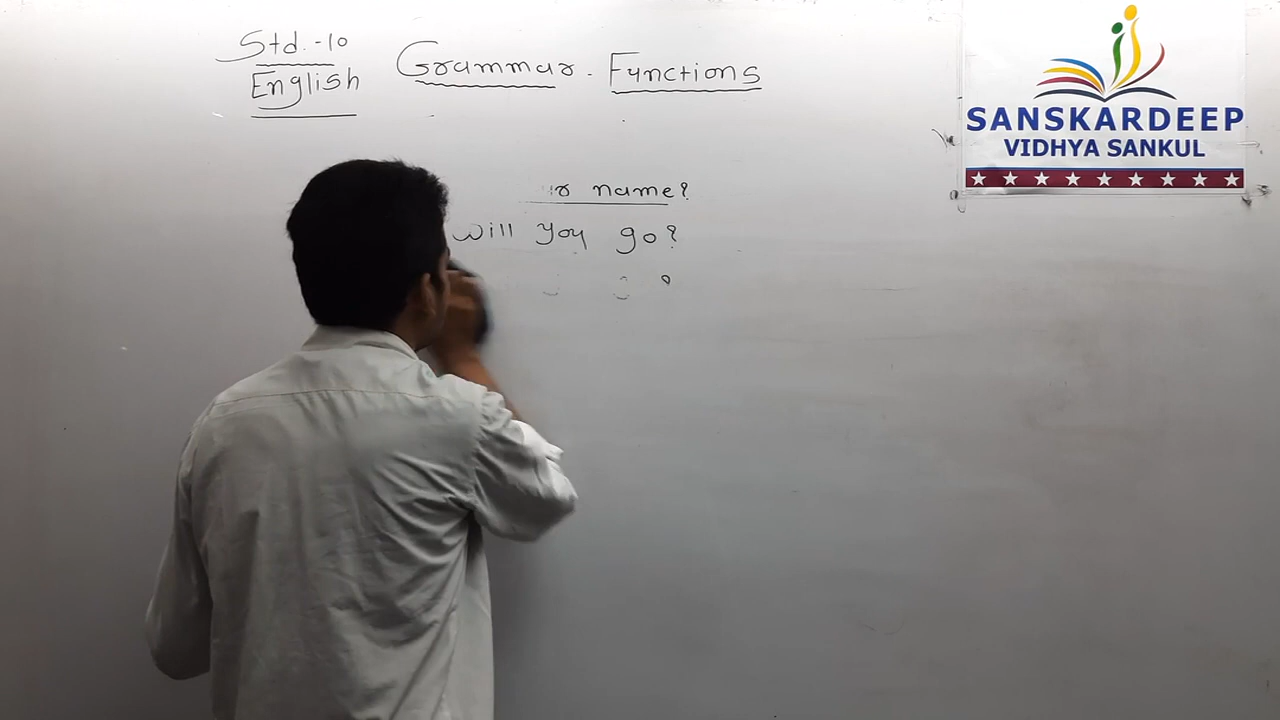 Std.-10
English
Grammar. Functions
name?
will you go?
SANSKARDEEP
VIDHYA SANKUL